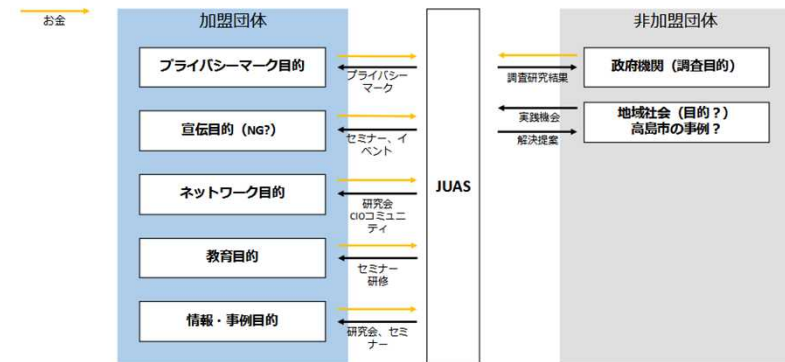 お金
加盟団体
プライバシーマーク目的
宣伝目的（NG?）
ネットワーク目的
教育目的
情報・事例目的
プライバシー
マーク
セミナー、イ
ベント
研究会
CIOコミュニ
ティ
セミナー
研修
研究会、セミ
ナー
JUAS
非加盟団体
調査研究結果
政府機関（調査目的）
実践機会
解決提案
地域社会（目的？）
高島市の事例？